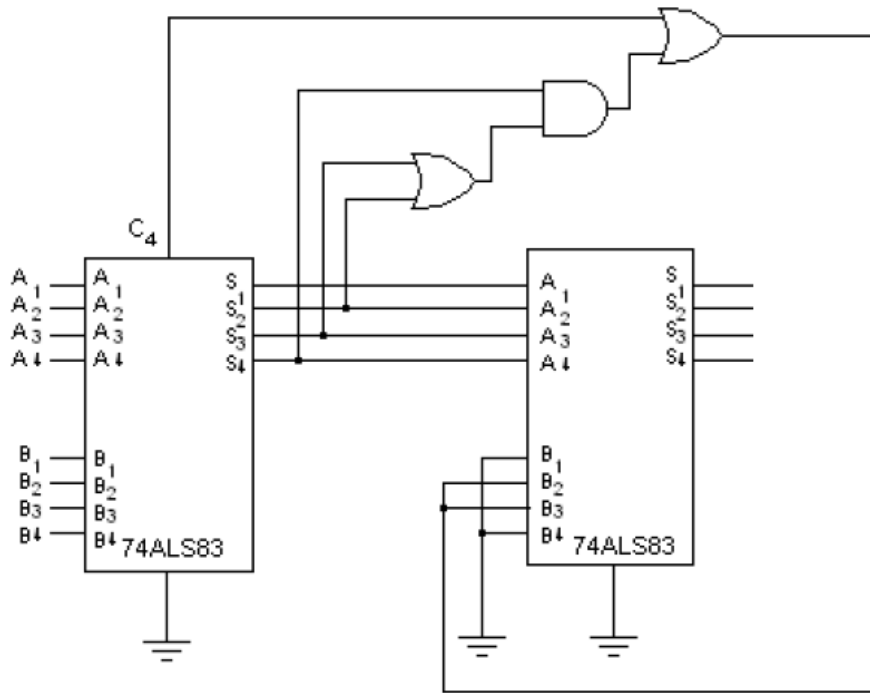 C4
A1 A1 S1 A1 S1
A2 A2 S2 A2 S2
A3 A3 S3 A3 S3
A4 A4 S4 A4 S4
B1 B1 B1
B2 B2 B2
B3 B3 B3
B4 B4 B4
74ALS83 74ALS83